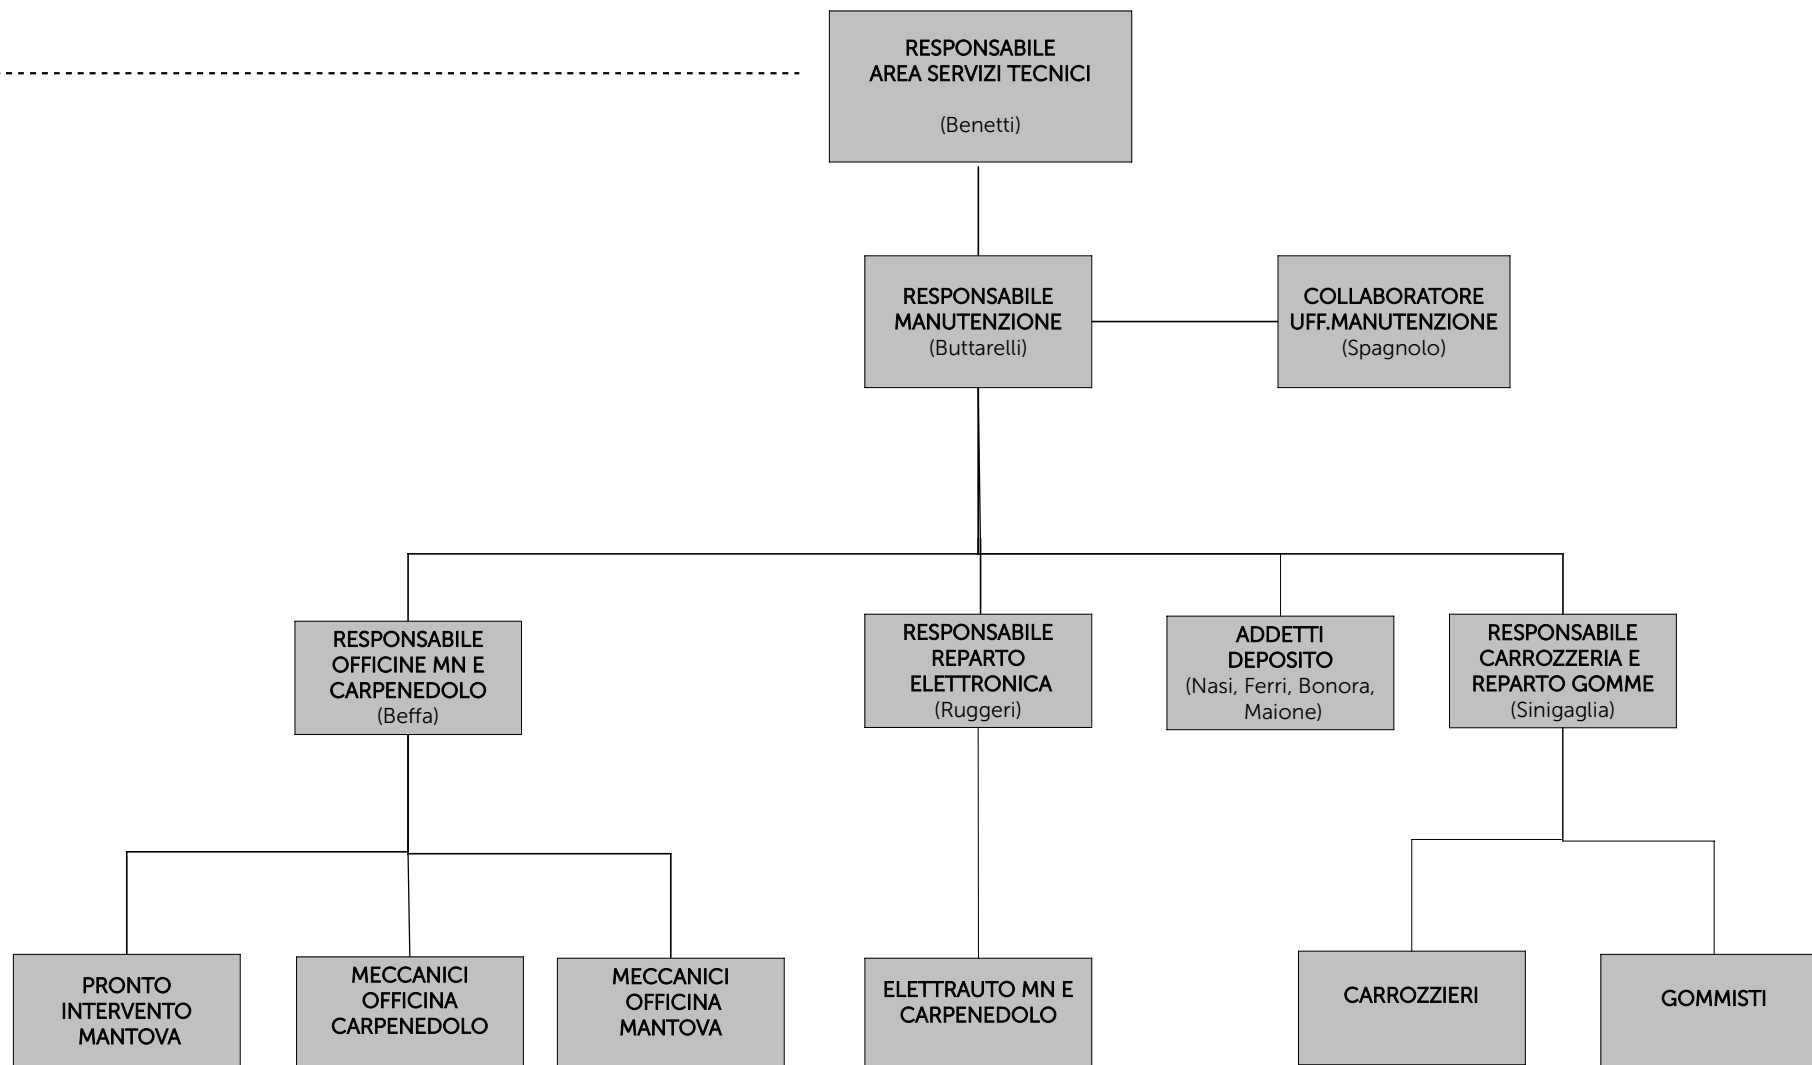 RESPONSABILE
AREA SERVIZI TECNICI
(Benetti)
RESPONSABILE
MANUTENZIONE
(Buttarelli)
COLLABORATORE
UFF.MANUTENZIONE
(Spagnolo)
RESPONSABILE
OFFICINE MN E
CARPENEDOLO
(Beffa)
RESPONSABILE
REPARTO
ELETTRONICA
(Ruggeri)
ADDETTI
DEPOSITO
(Nasi, Ferri, Bonora,
Maione)
RESPONSABILE
CARROZZERIA E
REPARTO GOMME
(Sinigaglia)
PRONTO
INTERVENTO
MANTOVA
MECCANICI
OFFICINA
CARPENEDOLO
MECCANICI
OFFICINA
MANTOVA
ELETTRAUTO MN E
CARPENEDOLO
CARROZZIERI
GOMMISTI